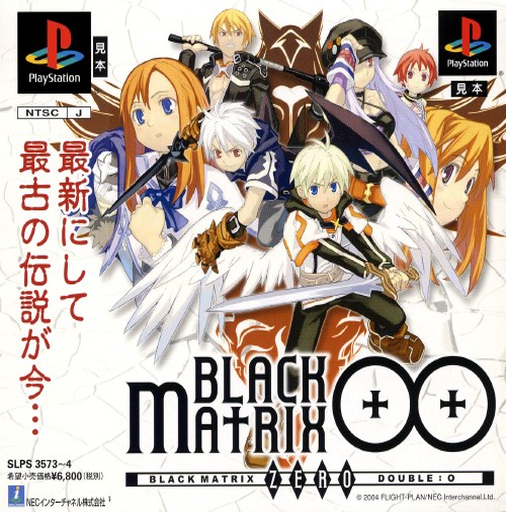 PlayStation
見本
PlayStation
見本
NTSC J
最新にして
最古の伝説が今…
BLACK
MATRIX OO
BLACK MATRIX ZERO DOUBLE:O
SLPS 3573~4
希望小売価格¥6,800(税別)
NECインターチャネル株式会社
© 2004 FLIGHT-PLAN/NEC Interchannel.Ltd.